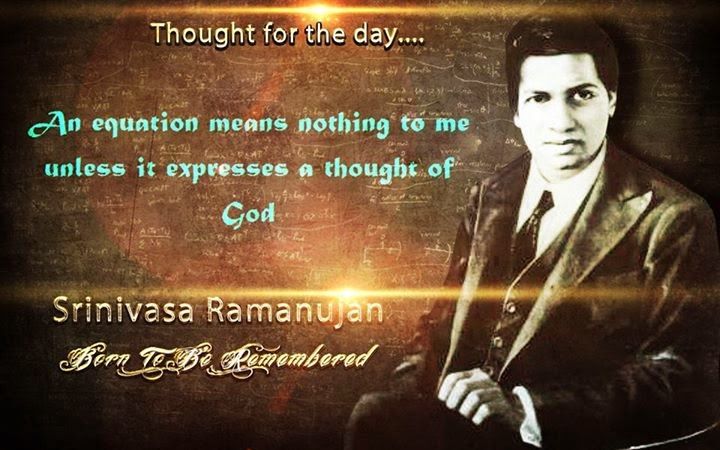 Thought for the day....
An equation means nothing to me
unless it expresses a thought of
God
Srinivasa Ramanujan
Born To Be Remembered